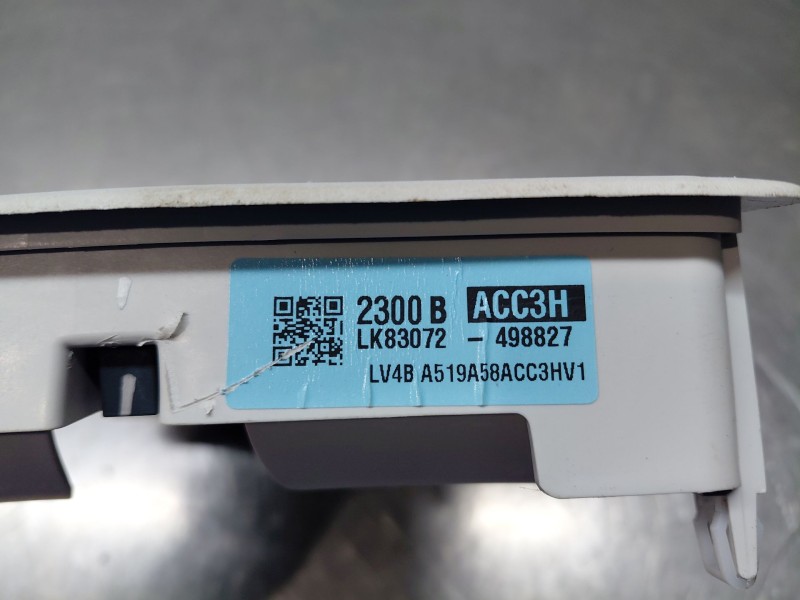 2300 B ACC3H
LK83072 - 498827
LV4B A519A58ACC3HV1